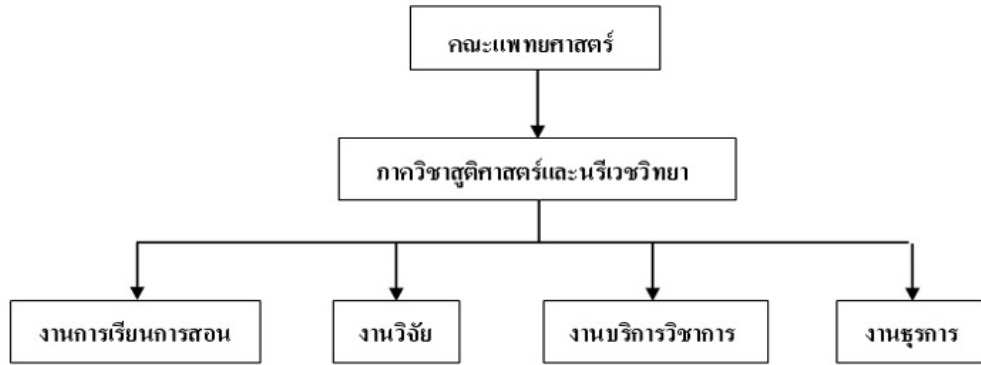 คณะแพทยศาสตร์
ภาควิชาสูติศาสตร์และนรีเวชวิทยา
งานการเรียนการสอน
งานวิจัย
งานบริการวิชาการ
งานธุรการ